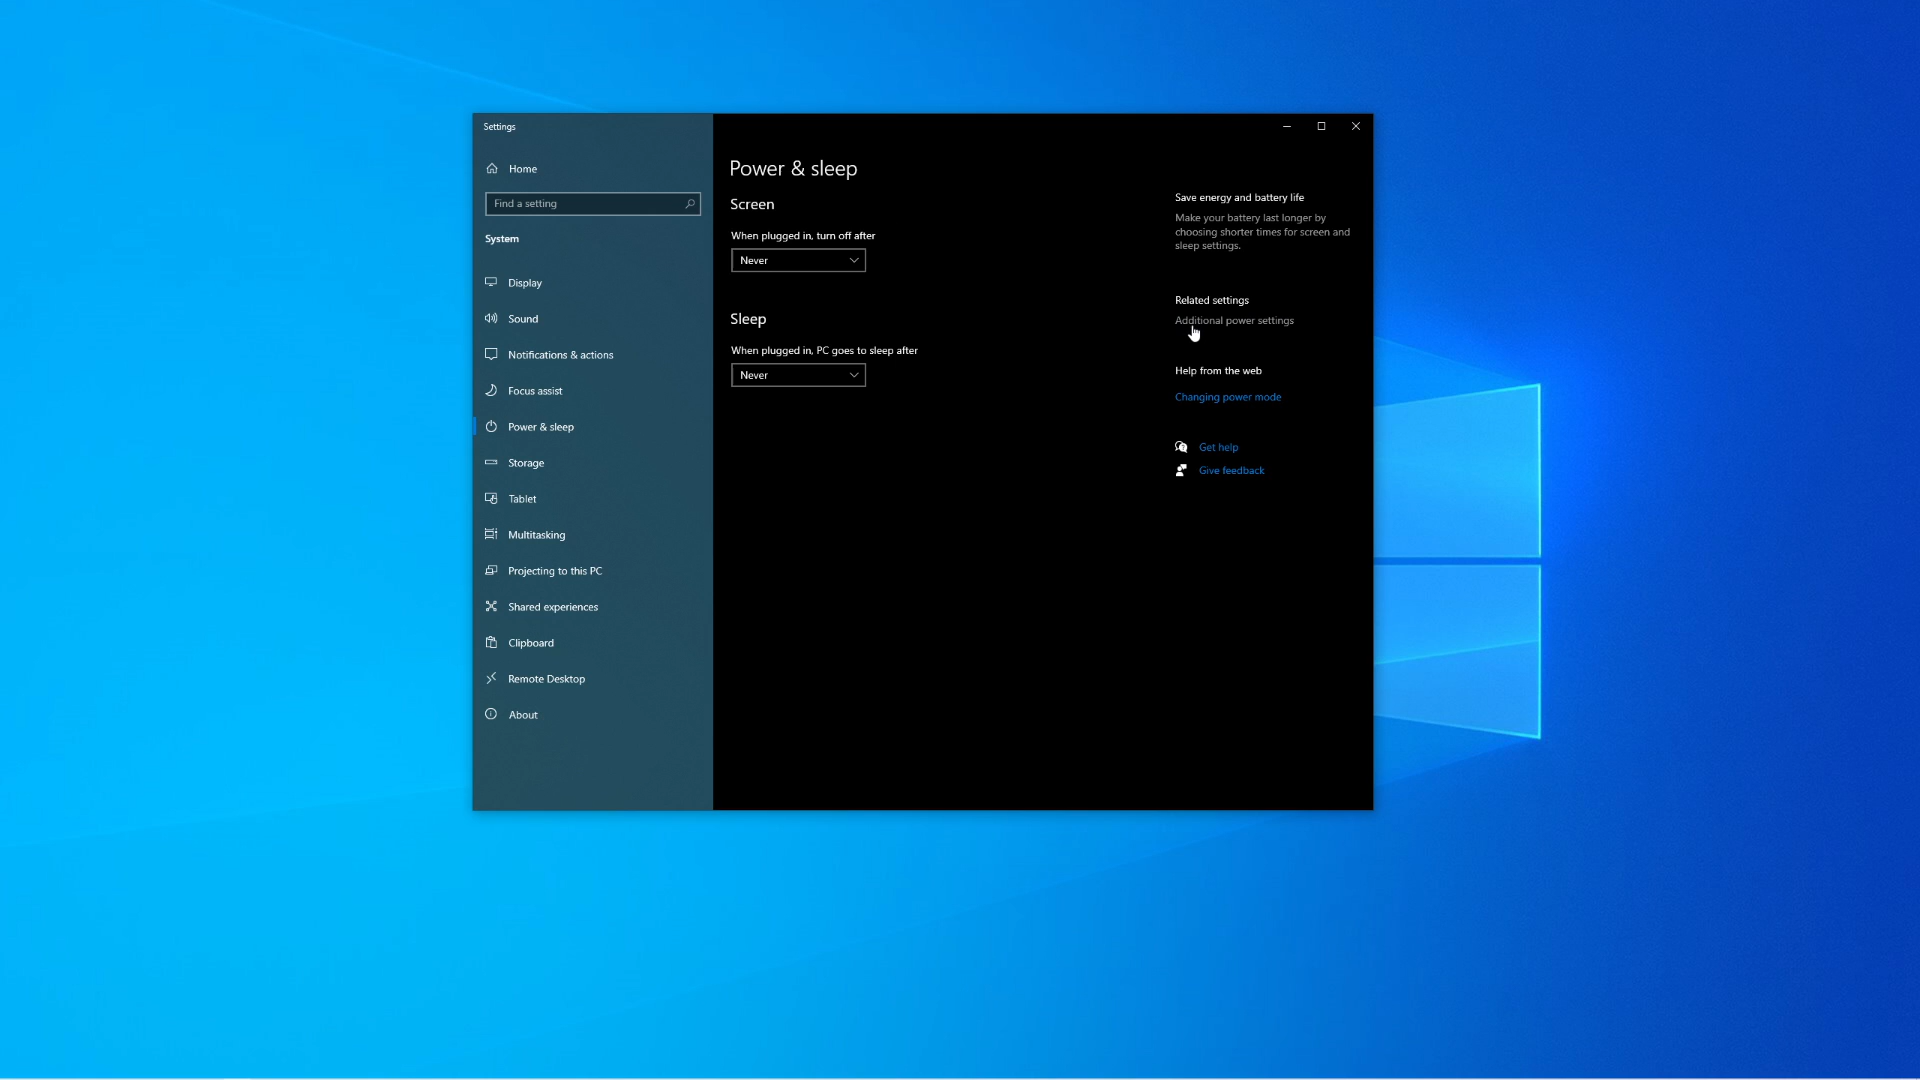 Settings
Home
Find a setting
System
Display
Sound
Notifications & actions
Focus assist
Power & sleep
Storage
Tablet
Multitasking
Projecting to this PC
Shared experiences
Clipboard
Remote Desktop
About
Power & sleep
Screen
When plugged in, turn off after
Never
Sleep
When plugged in, PC goes to sleep after
Never
Save energy and battery life
Make your battery last longer by
choosing shorter times for screen and
sleep settings.
Related settings
Additional power settings
Help from the web
Changing power mode
Get help
Give feedback